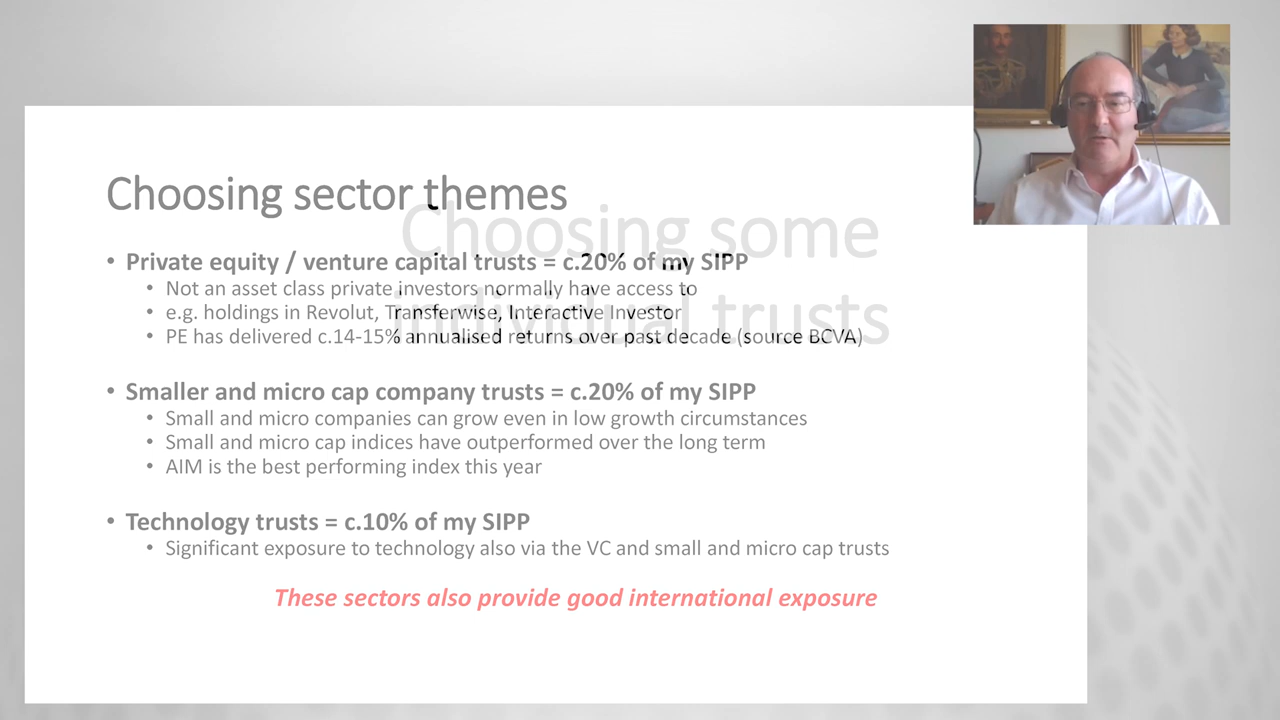 Choosing sector themes
Choosing some
individual trusts
• Private equity / venture capital trusts = c.20% of my SIPP
• Not an asset class private investors normally have access to
• e.g. holdings in Revolut, Transferwise, Interactive Investor
• PE has delivered c.14-15% annualised returns over past decade (source BCVA)
• Smaller and micro cap company trusts = c.20% of my SIPP
• Small and micro companies can grow even in low growth circumstances
• Small and micro cap indices have outperformed over the long term
• AIM is the best performing index this year
• Technology trusts = c.10% of my SIPP
• Significant exposure to technology also via the VC and small and micro cap trusts
These sectors also provide good international exposure